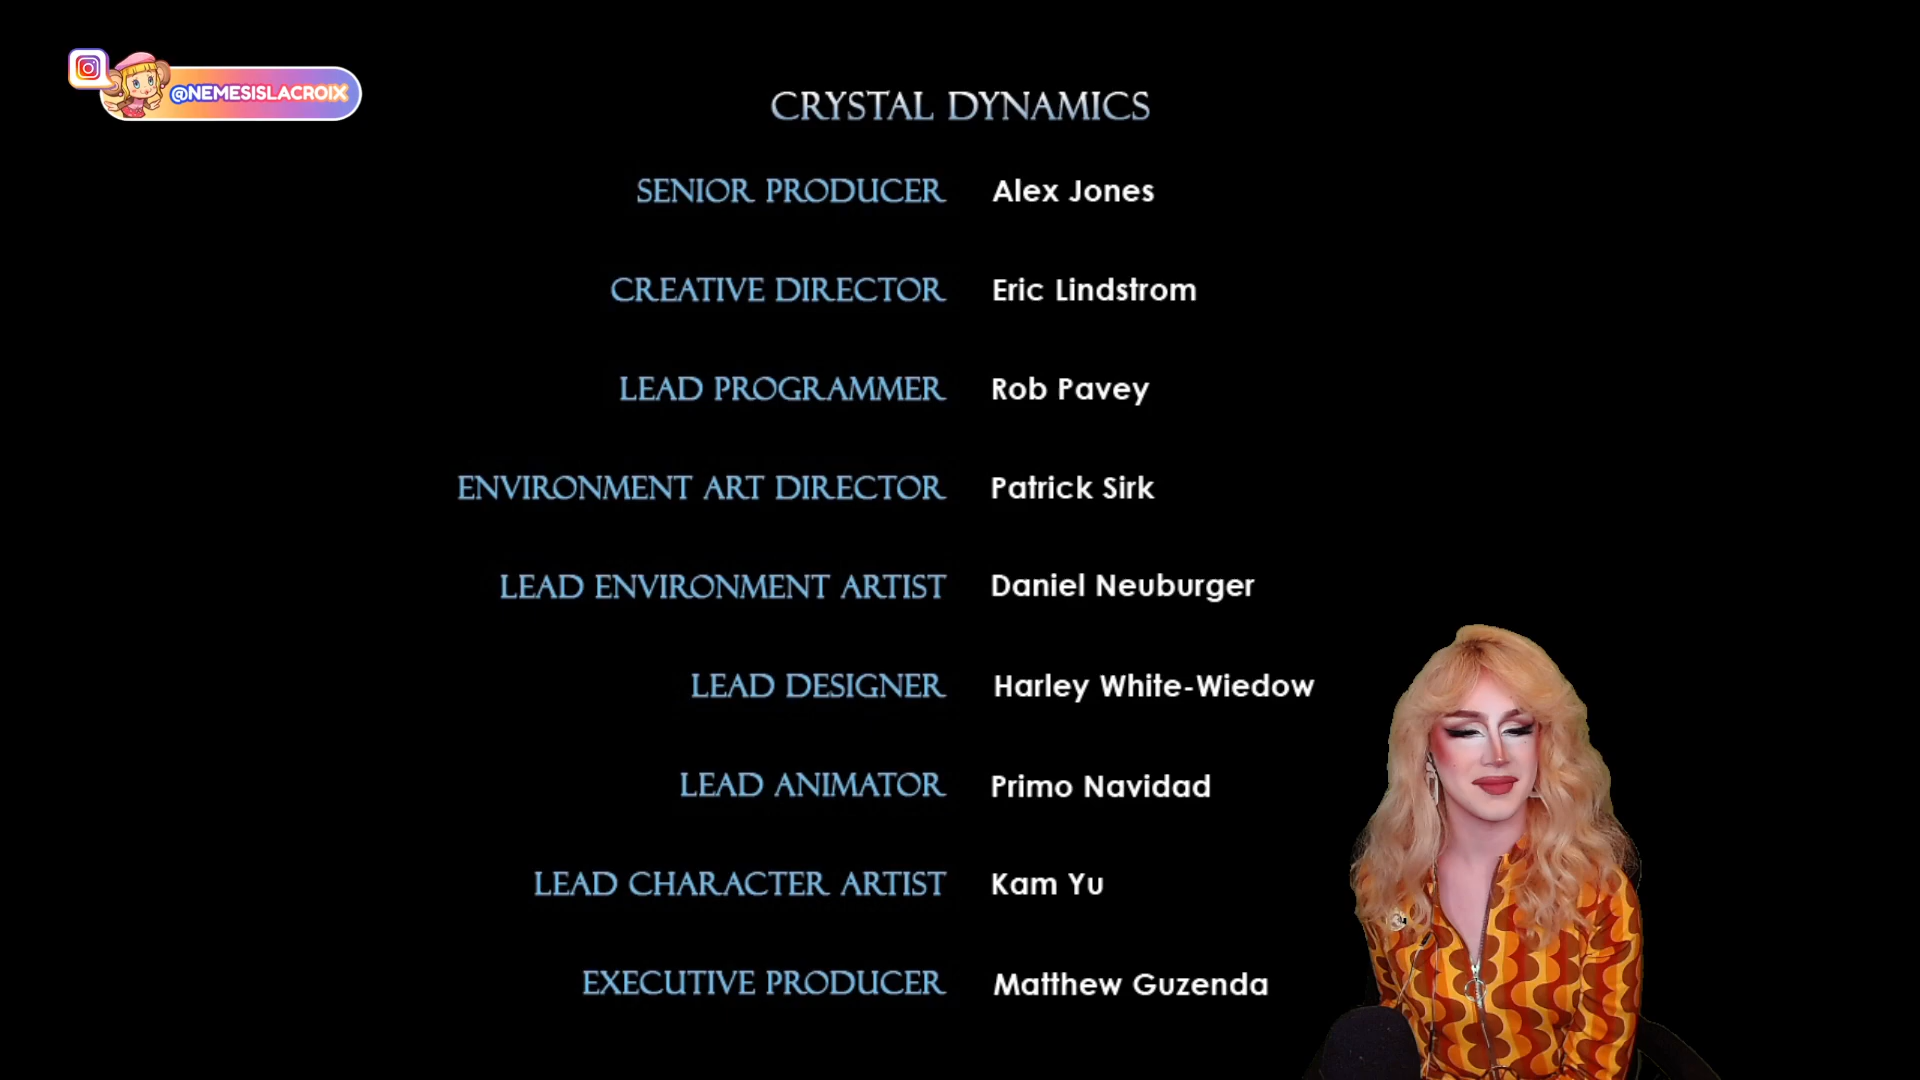 @NEMESISLACROIX
CRYSTAL DYNAMICS
SENIOR PRODUCER Alex Jones
CREATIVE DIRECTOR Eric Lindstrom
LEAD PROGRAMMER Rob Pavey
ENVIRONMENT ART DIRECTOR Patrick Sirk
LEAD ENVIRONMENT ARTIST Daniel Neuburger
LEAD DESIGNER Harley White-Wiedow
LEAD ANIMATOR Primo Navidad
LEAD CHARACTER ARTIST Kam Yu
EXECUTIVE PRODUCER Matthew Guzenda